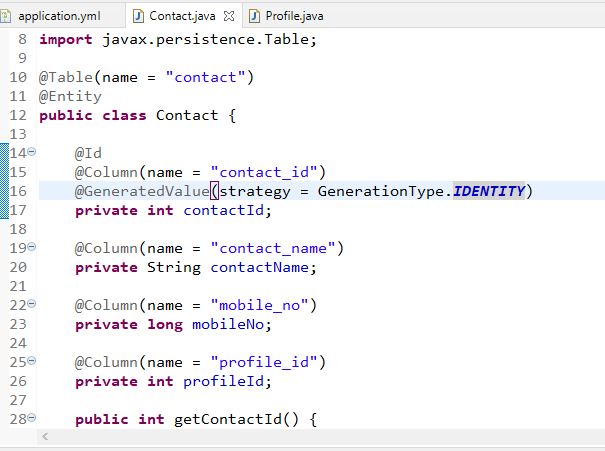 application.yml Contact.java Profile.java
8 import javax.persistence.Table;
9
10 @Table(name = "contact")
11 @Entity
12 public class Contact {
13
14 @Id
15 @Column(name = "contact_id")
16 @GeneratedValue(strategy = GenerationType.IDENTITY)
17 private int contactId;
18
19 @Column(name = "contact_name")
20 private String contactName;
21
22 @Column(name = "mobile_no")
23 private long mobileNo;
24
25 @Column(name = "profile_id")
26 private int profileId;
27
28 public int getContactId() {